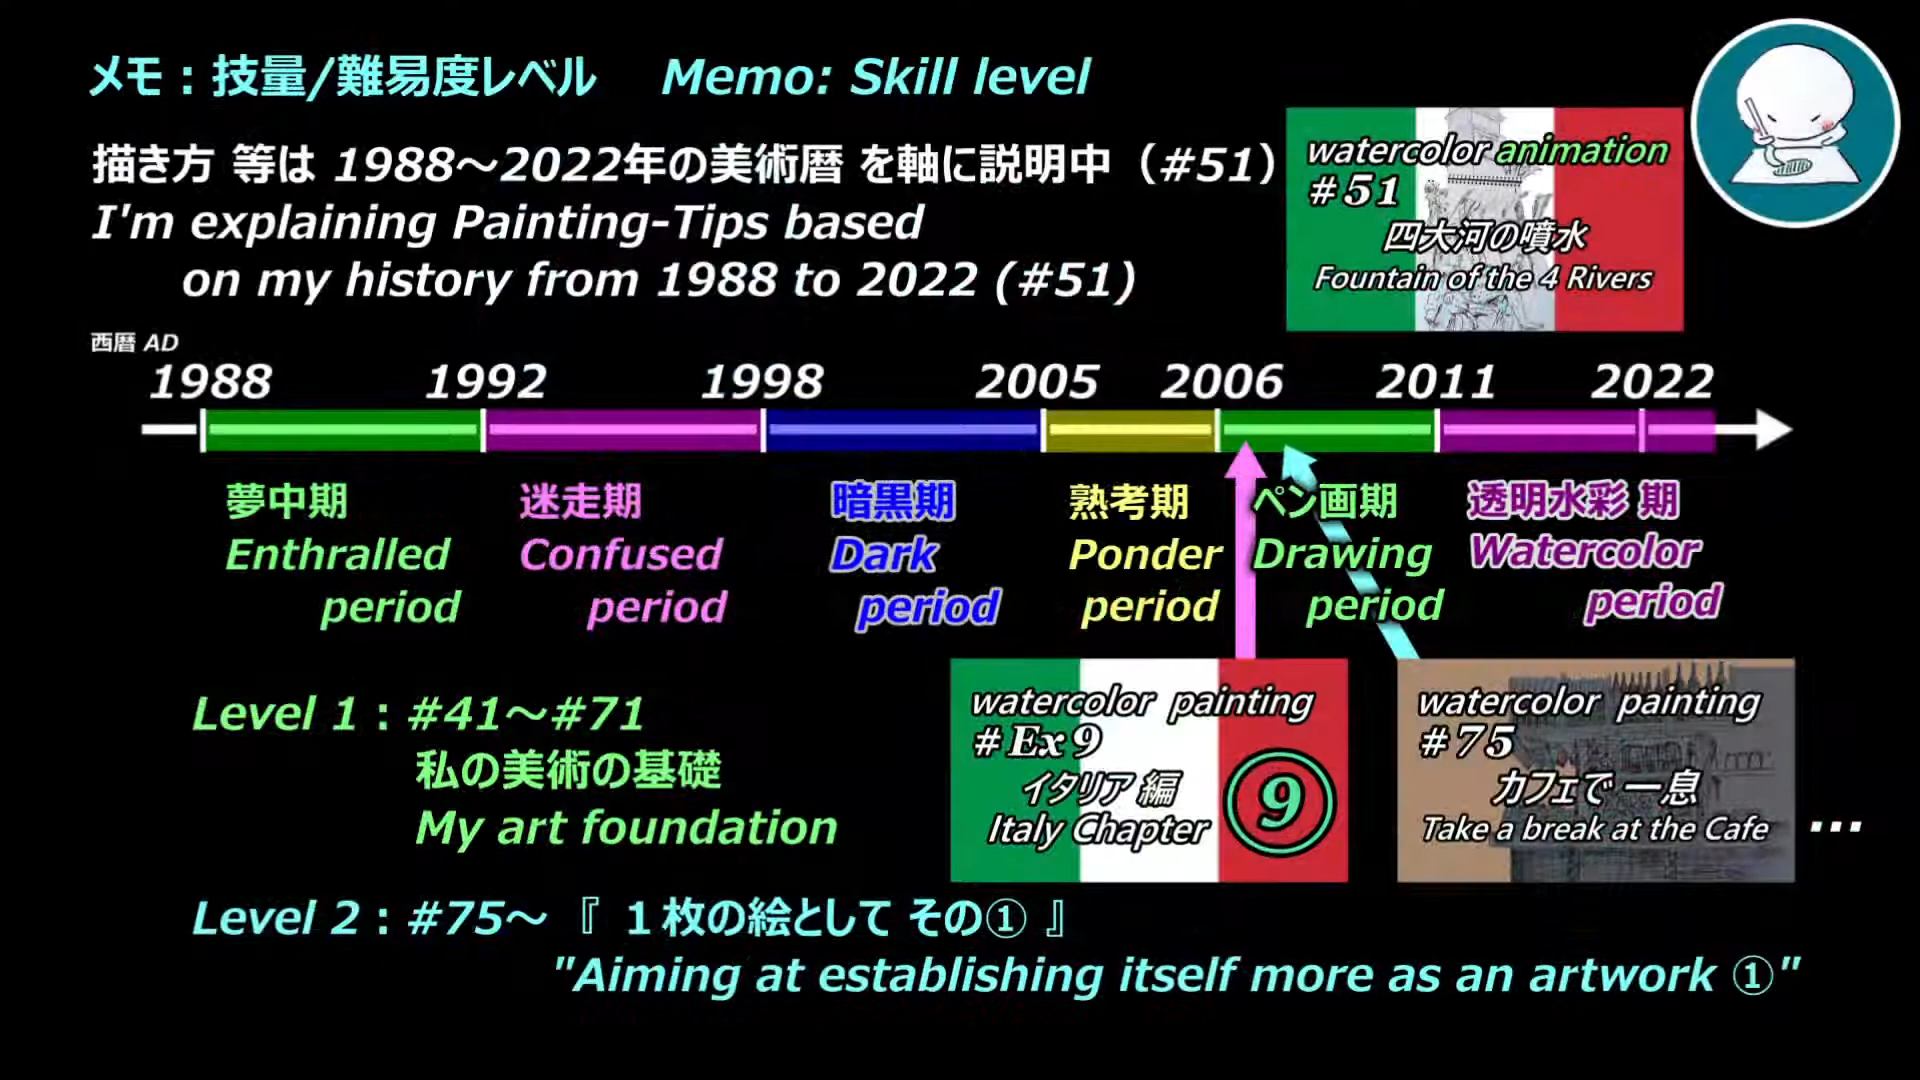 メモ：技量/難易度レベル Memo: Skill level
描き方 等は 1988～2022年の美術暦 を軸に説明中（#51）
I'm explaining Painting-Tips based
on my history from 1988 to 2022 (#51)
watercolor animation
#51
四大河の噴水
Fountain of the 4 Rivers
西暦 AD
1988 1992 1998 2005 2006 2011 2022
夢中期 迷走期 暗黒期 熟考期 ペン画期 透明水彩 期
Enthralled Confused Dark Ponder Drawing Watercolor
period period period period period period
Level 1 : #41～#71
私の美術の基礎
My art foundation
watercolor painting
#Ex 9
イタリア 編
Italy Chapter
⑨
watercolor painting
#75
カフェで 一息
Take a break at the Cafe
...
Level 2 : #75～ 『 １枚の絵として その① 』
"Aiming at establishing itself more as an artwork ①"